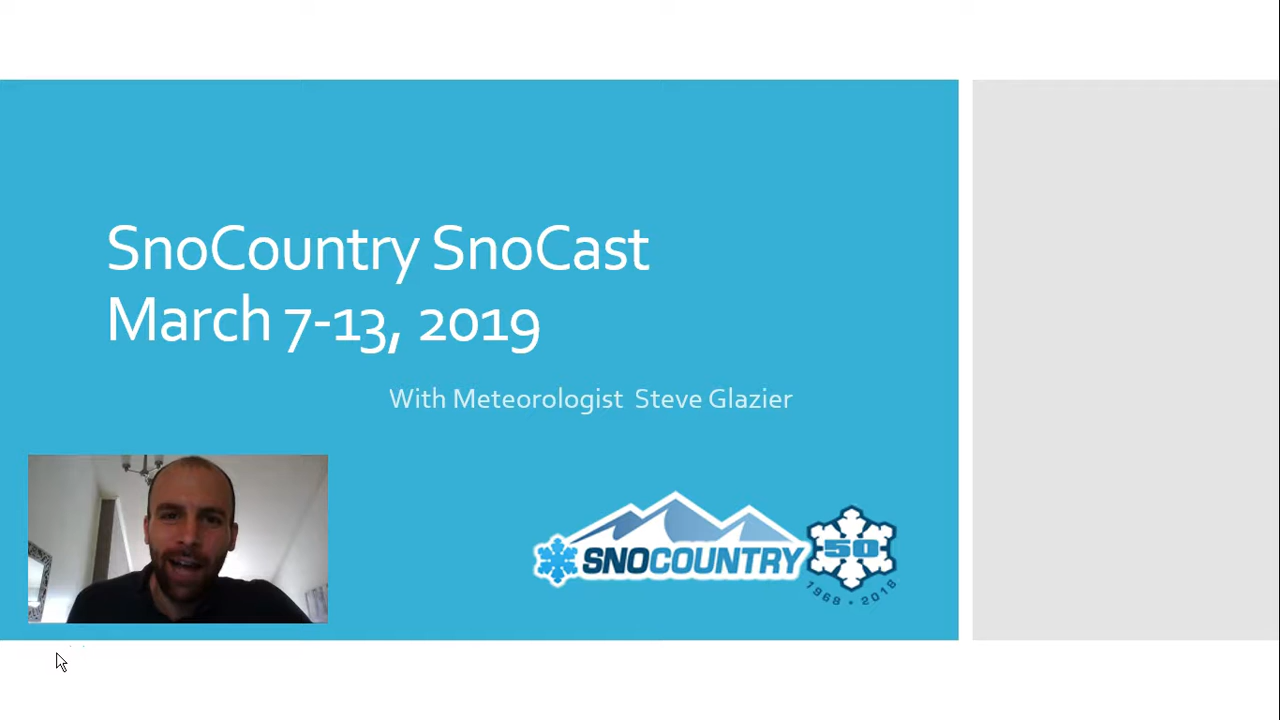 SnoCountry SnoCast
March 7-13, 2019
With Meteorologist Steve Glazier
SNOCOUNTRY
50
1968 • 2018